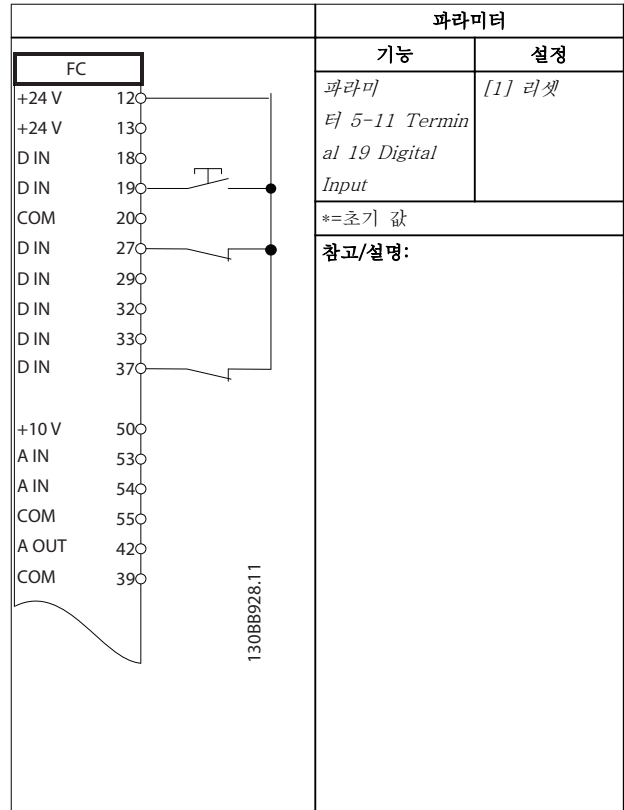 FC
+24 V 12
+24 V 13
D IN 18
D IN 19
COM 20
D IN 27
D IN 29
D IN 32
D IN 33
D IN 37
+10 V 50
A IN 53
A IN 54
COM 55
A OUT 42
COM 39
130BB928.11
파라미터
기능 설정
파라미 [1] 리셋
터 5-11 Termin
al 19 Digital
Input
*=초기 값
참고/설명: